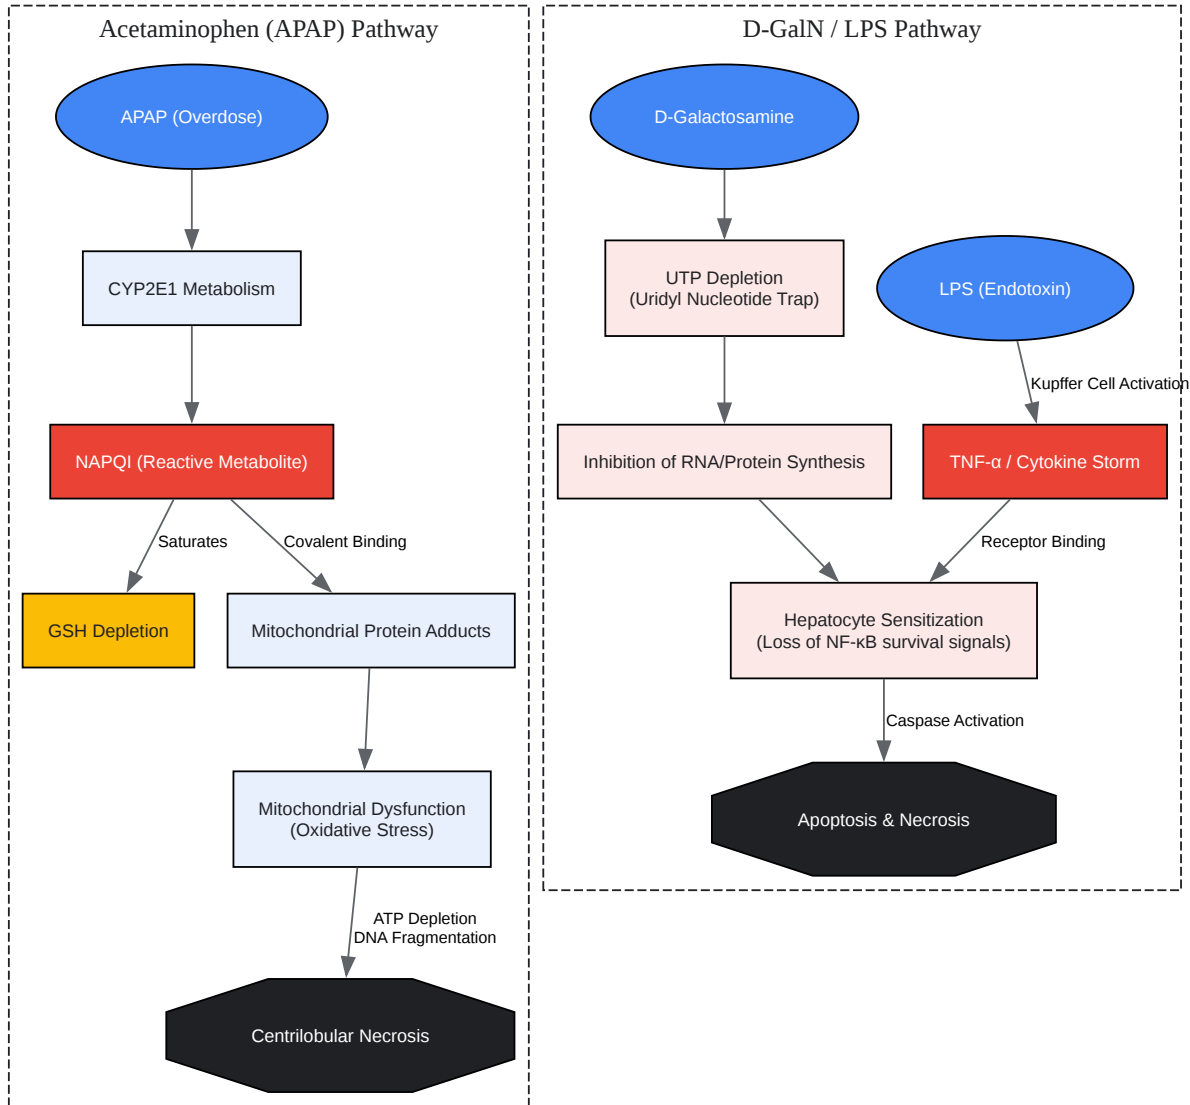 Acetaminophen (APAP) Pathway
APAP (Overdose)
CYP2E1 Metabolism
NAPQI (Reactive Metabolite)
Saturates
Covalent Binding
GSH Depletion
Mitochondrial Protein Adducts
Mitochondrial Dysfunction
(Oxidative Stress)
ATP Depletion
DNA Fragmentation
Centrilobular Necrosis
D-GalN / LPS Pathway
D-Galactosamine
UTP Depletion
(Uridyl Nucleotide Trap)
LPS (Endotoxin)
Kupffer Cell Activation
Inhibition of RNA/Protein Synthesis
TNF-α / Cytokine Storm
Receptor Binding
Hepatocyte Sensitization
(Loss of NF-κB survival signals)
Caspase Activation
Apoptosis & Necrosis